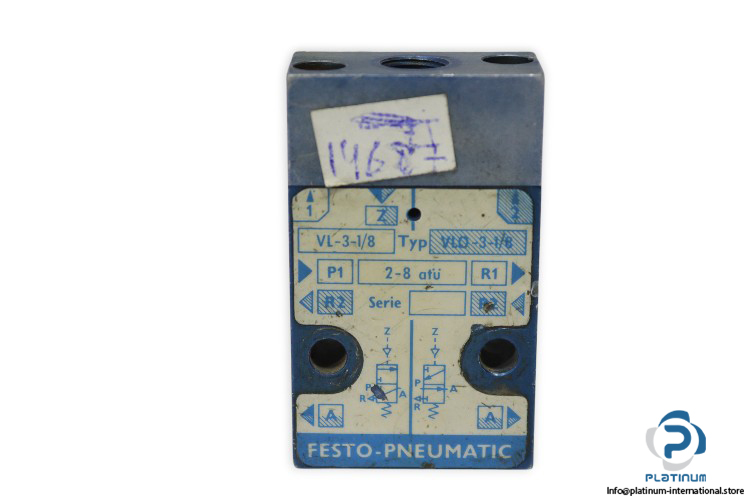 14687
1 Z 2
VL-3-1/8 Typ VLO-3-1/8
P1 2-8 atü R1
R2 Serie
Z Z
P A P A
R R
A A
FESTO-PNEUMATIC
PLATINUM
Info@platinum-international.store